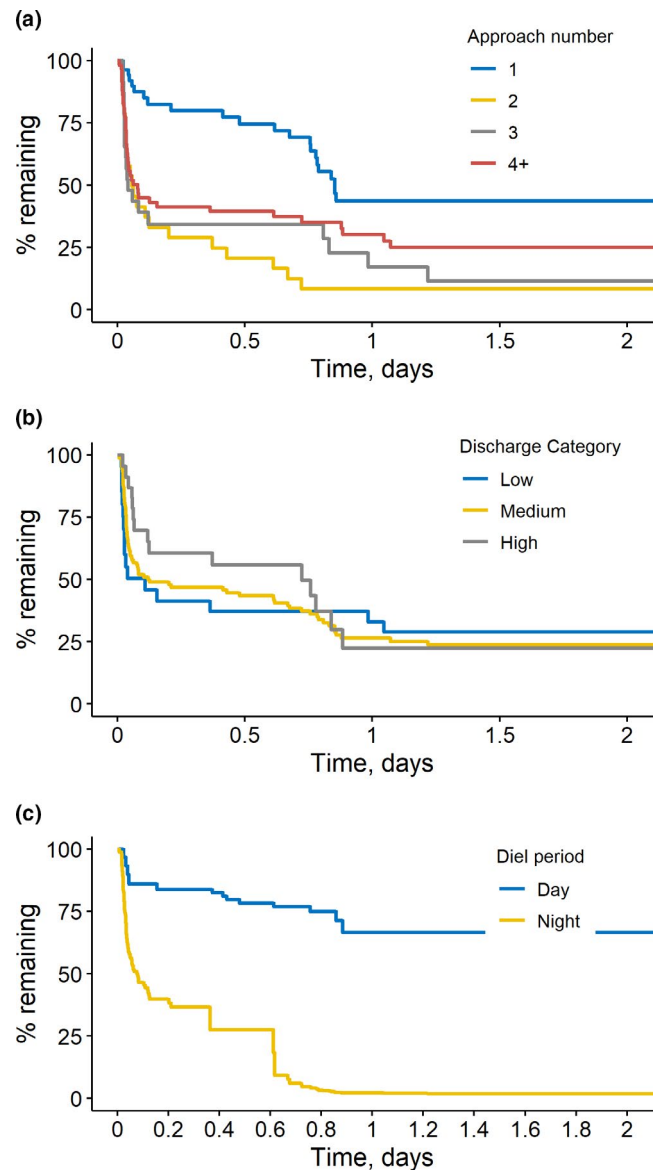 (a)
Approach number
1
2
3
4+
100
75
50
25
0
% remaining
0 0.5 1 1.5 2
Time, days
(b)
Discharge Category
Low
Medium
High
100
75
50
25
0
% remaining
0 0.5 1 1.5 2
Time, days
(c)
Diel period
Day
Night
100
75
50
25
0
% remaining
0 0.2 0.4 0.6 0.8 1 1.2 1.4 1.6 1.8 2
Time, days